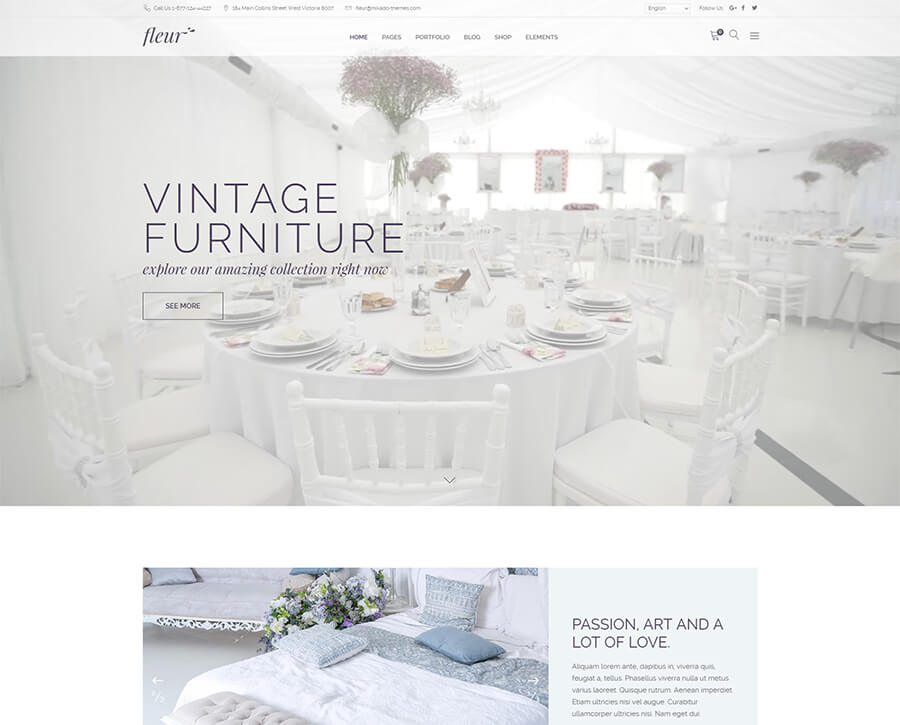 Call Us 1-677-124-44227 184 Main Collins Street West Victoria 8007 fleur@mikado-themes.com English Follow Us
fleur
HOME PAGES PORTFOLIO BLOG SHOP ELEMENTS 0
VINTAGE
FURNITURE
explore our amazing collection right now
SEE MORE
PASSION, ART AND A
LOT OF LOVE.
Aliquam lorem ante, dapibus in, viverra quis,
feugiat a, tellus. Phasellus viverra nulla ut metus
varius laoreet. Quisque rutrum. Aenean imperdiet
Etiam ultricies nisi vel augue. Curabitur
ullamcorper ultricies nisi. Nam eget dui.